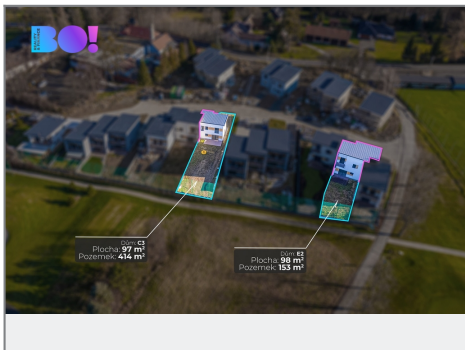 BO!
Dům: C3
Plocha: 97 m²
Pozemek: 414 m²
Dům: E2
Plocha: 98 m²
Pozemek: 153 m²